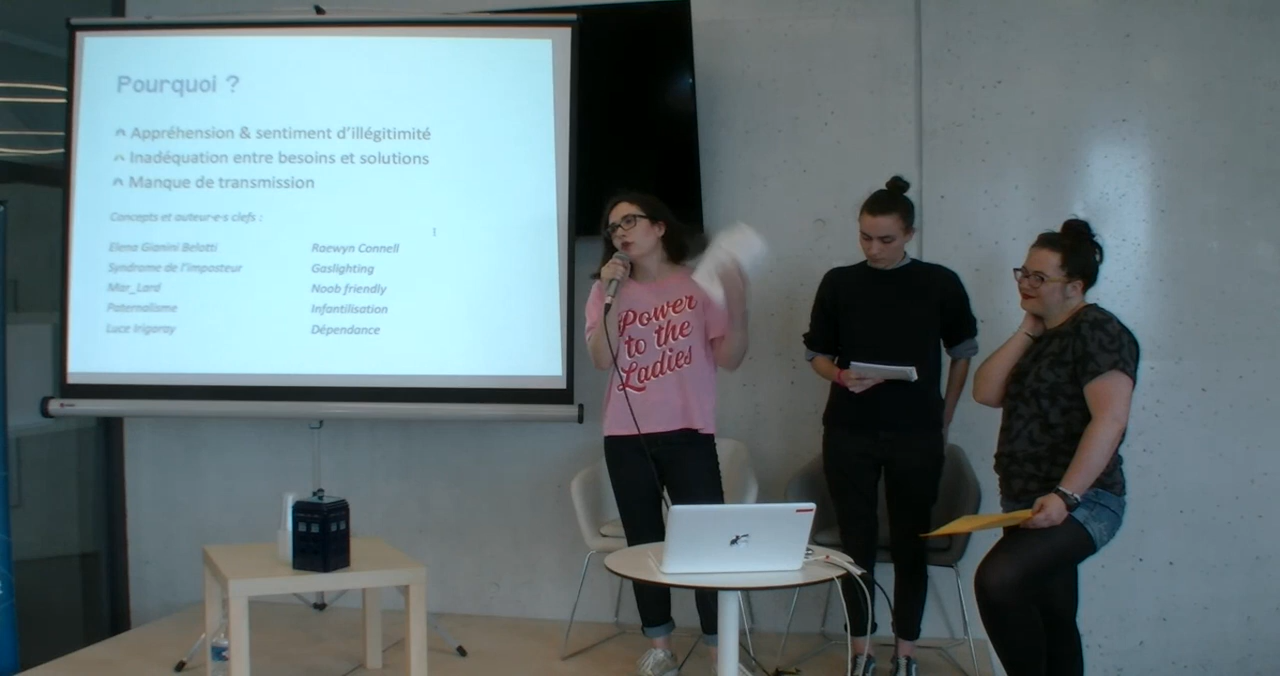 Pourquoi ?
Appréhension & sentiment d'illégitimité
Inadéquation entre besoins et solutions
Manque de transmission
Concepts et auteur·e·s clefs :
Elena Gianini Belotti
Raewyn Connell
Syndrome de l'imposteur
Gaslighting
Mar_Lard
Noob friendly
Paternalisme
Infantilisation
Luce Irigaray
Dépendance
Power
to the
Ladies